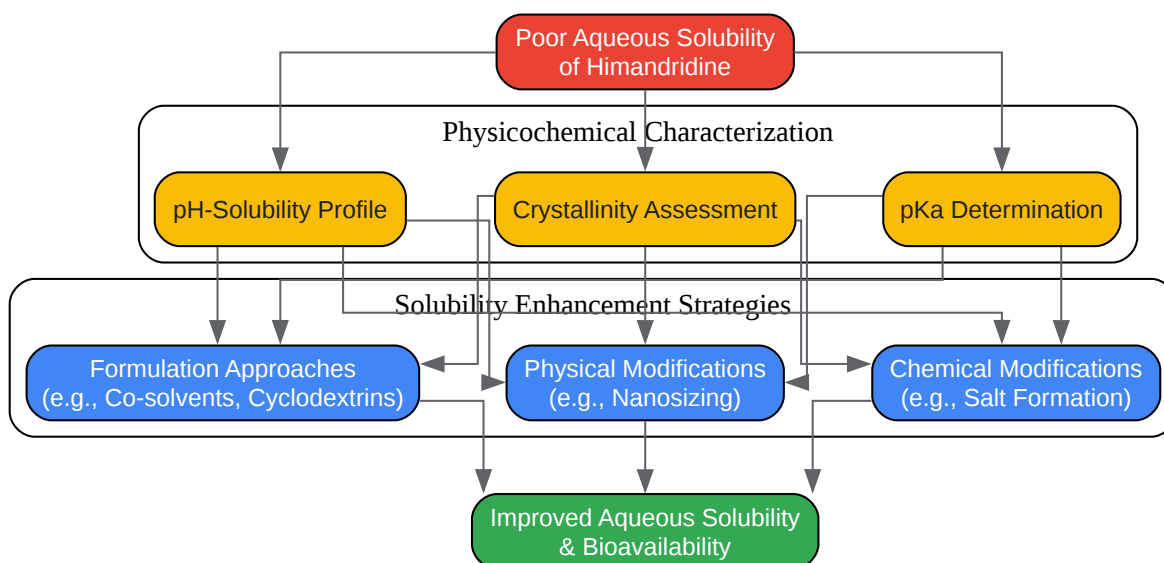 Poor Aqueous Solubility
of Himandridine
Physicochemical Characterization
pH-Solubility Profile
Crystallinity Assessment
pKa Determination
Solubility Enhancement Strategies
Formulation Approaches
(e.g., Co-solvents, Cyclodextrins)
Physical Modifications
(e.g., Nanosizing)
Chemical Modifications
(e.g., Salt Formation)
Improved Aqueous Solubility
& Bioavailability